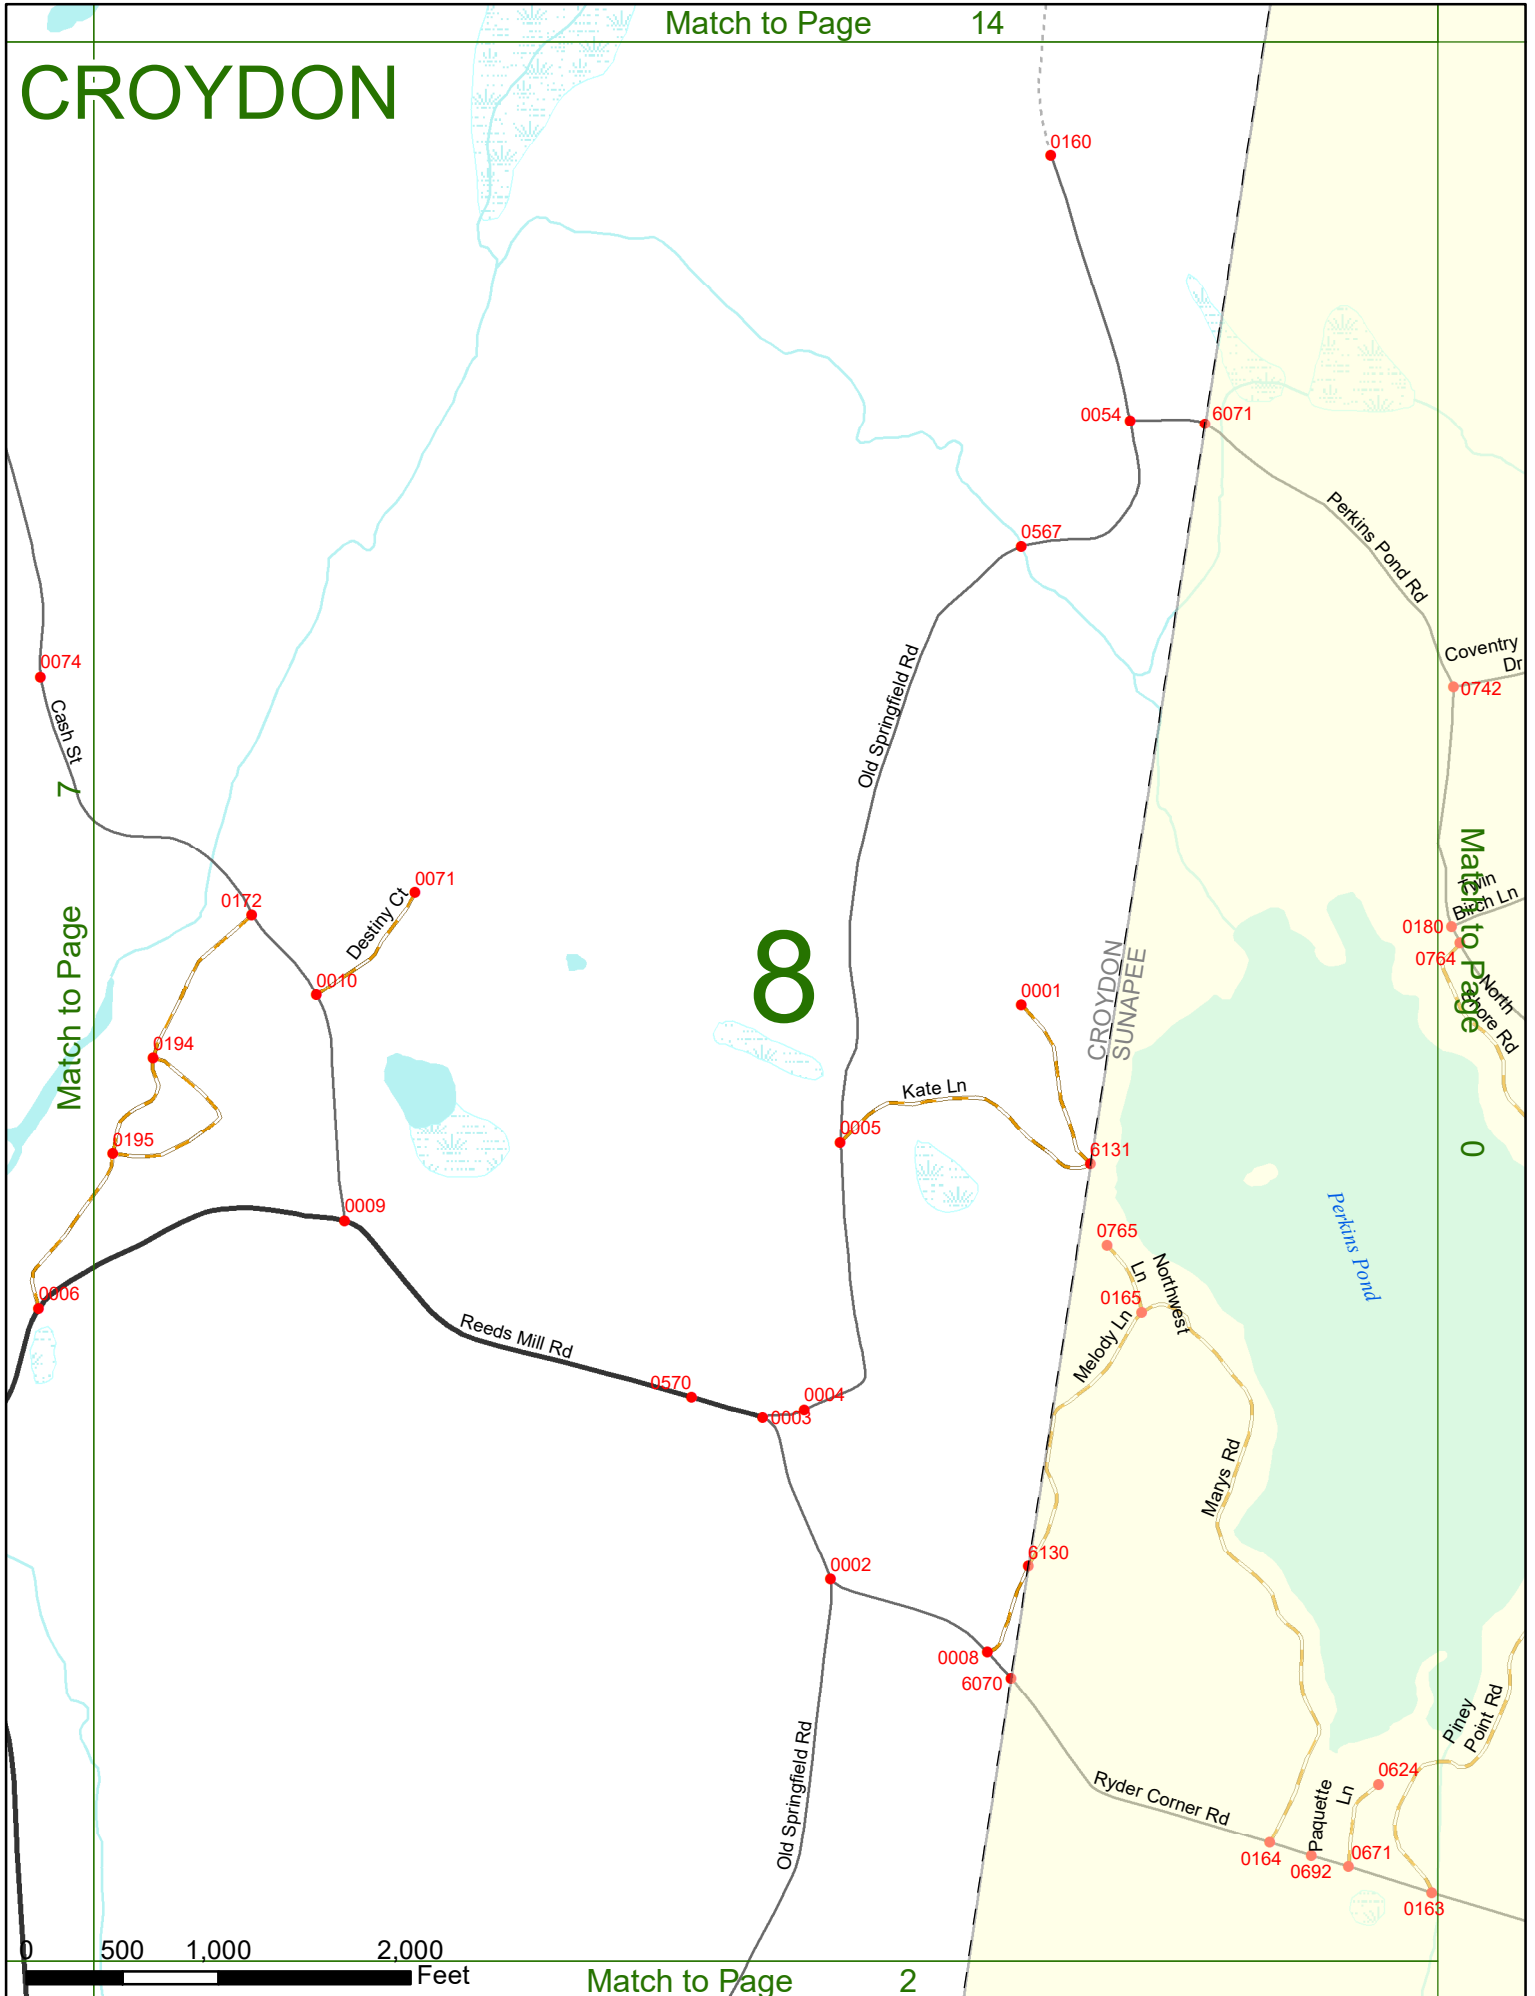 Match to Page 14
CROYDON
0160
0054
6071
0567
Perkins Pond Rd
Coventry
Dr
0742
Old Springfield Rd
0074
Cash St
7
Match to Page
0172
0071
Destiny Ct
0010
8
CROYDON
SUNAPEE
0001
Match to Page
0
Twin
Birch Ln
0180
0764
North
Shore Rd
0194
0195
Kate Ln
0005
6131
0009
0006
0765
Northwest
Ln
0165
Melody Ln
Perkins Pond
Reeds Mill Rd
0570
0004
0003
Marys Rd
0002
6130
0008
6070
Old Springfield Rd
Ryder Corner Rd
Piney
Point Rd
0624
Paquette
Ln
0164
0692
0671
0163
0 500 1,000 2,000
Feet
Match to Page 2